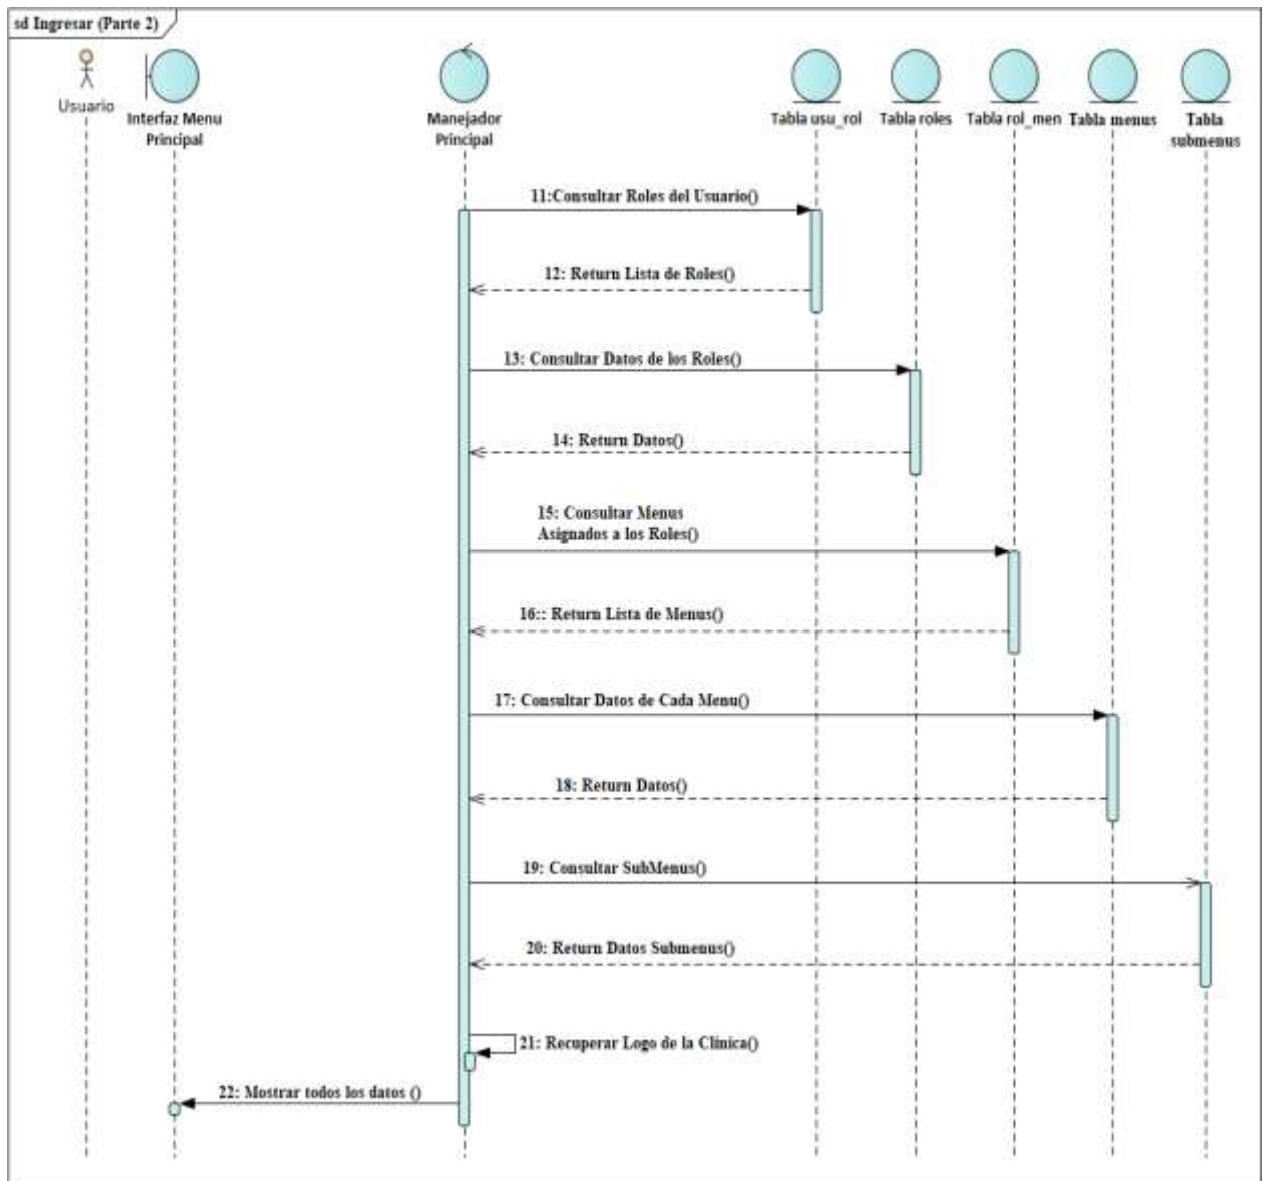 sd Ingresar (Parte 2)
Usuario
Interfaz Menu
Principal
Manejador
Principal
Tabla usu_rol
Tabla roles
Tabla rol_men
Tabla menus
Tabla
submenus
11:Consultar Roles del Usuario()
12: Return Lista de Roles()
13: Consultar Datos de los Roles()
14: Return Datos()
15: Consultar Menus
Asignados a los Roles()
16:: Return Lista de Menus()
17: Consultar Datos de Cada Menu()
18: Return Datos()
19: Consultar SubMenus()
20: Return Datos Submenus()
21: Recuperar Logo de la Clínica()
22: Mostrar todos los datos ()